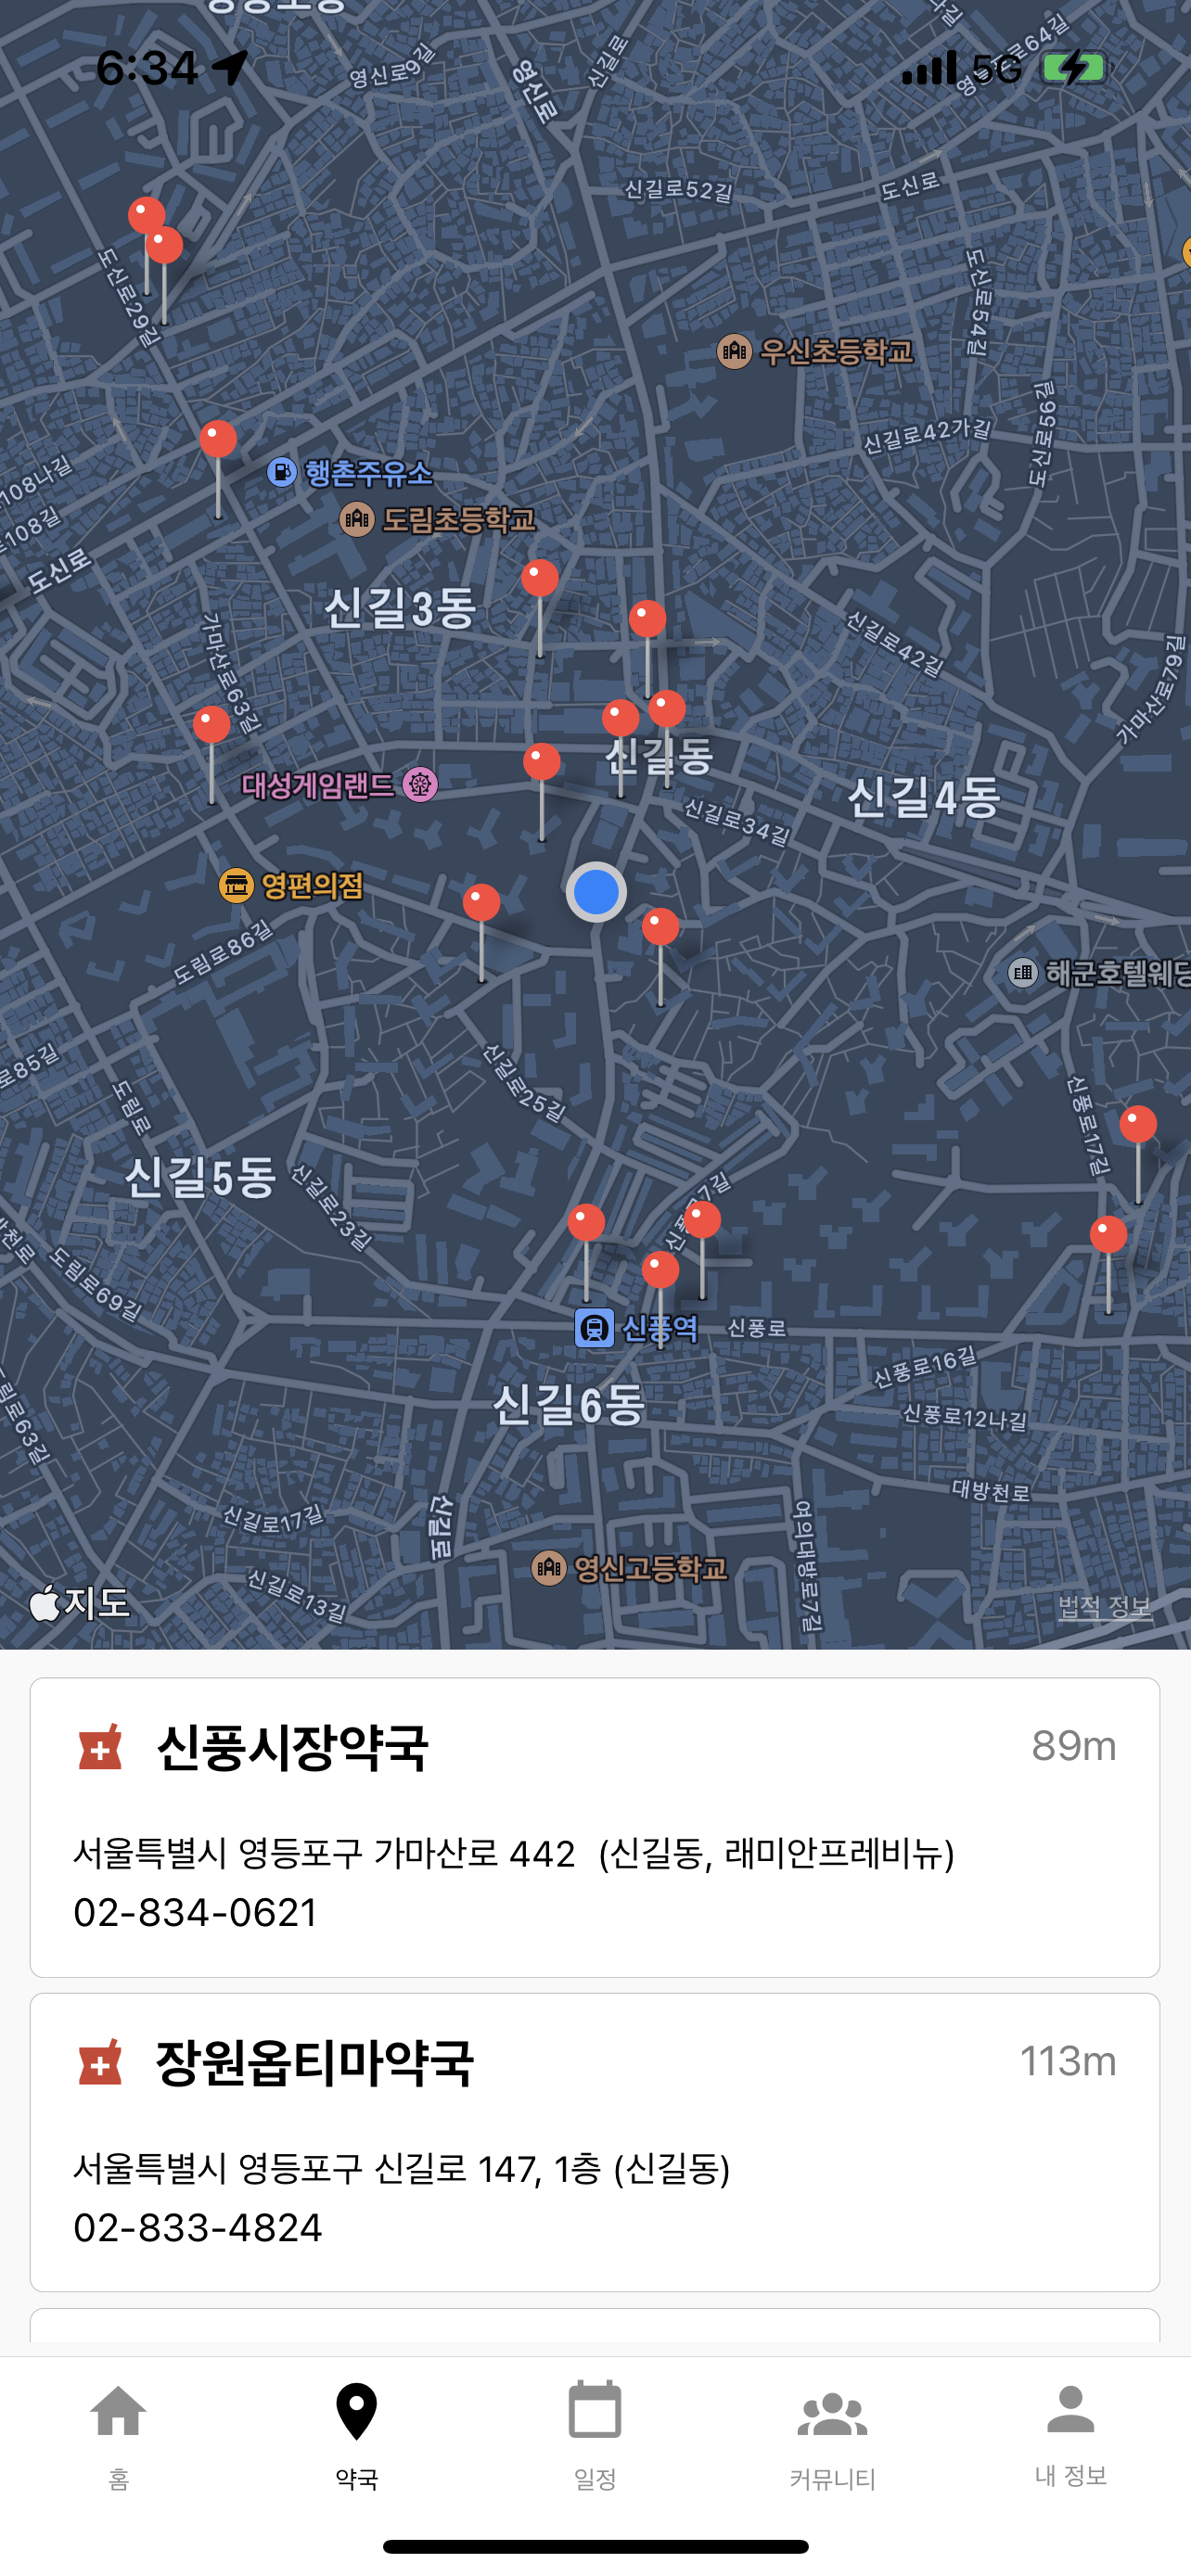 6:34
5G
영신로9길
영신로
신길로
신길로52길
도신로
도신로29길
도신로54길
우신초등학교
신길로42가길
도신로56길
행촌주유소
도림초등학교
108나길
108길
도신로
신길3동
가마산로63길
신길로42길
가마산로79길
신길동
대성게임랜드
신길로34길
신길4동
영편의점
도림로86길
해군호텔웨딩
로85길
도림로
신길로25길
신풍로17길
신길5동
신길로23길
도림로69길
신풍역
신풍로
신풍로16길
신길6동
신풍로12나길
대방천로
신길로17길
신길로
여의대방로7길
영신고등학교
신길로13길
지도
법적 정보
신풍시장약국
89m
서울특별시 영등포구 가마산로 442 (신길동, 래미안프레비뉴)
02-834-0621
장원옵티마약국
113m
서울특별시 영등포구 신길로 147, 1층 (신길동)
02-833-4824
홈
약국
일정
커뮤니티
내 정보